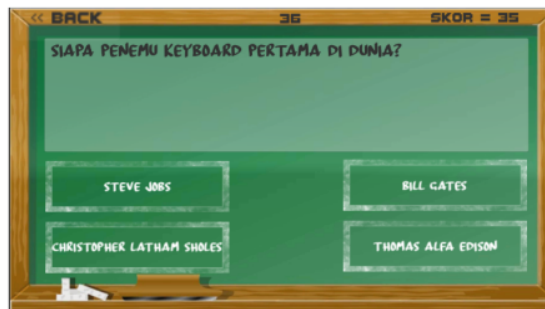 << BACK 36 SKOR = 35
SIAPA PENEMU KEYBOARD PERTAMA DI DUNIA?
STEVE JOBS
BILL GATES
CHRISTOPHER LATHAM SHOLES
THOMAS ALFA EDISON